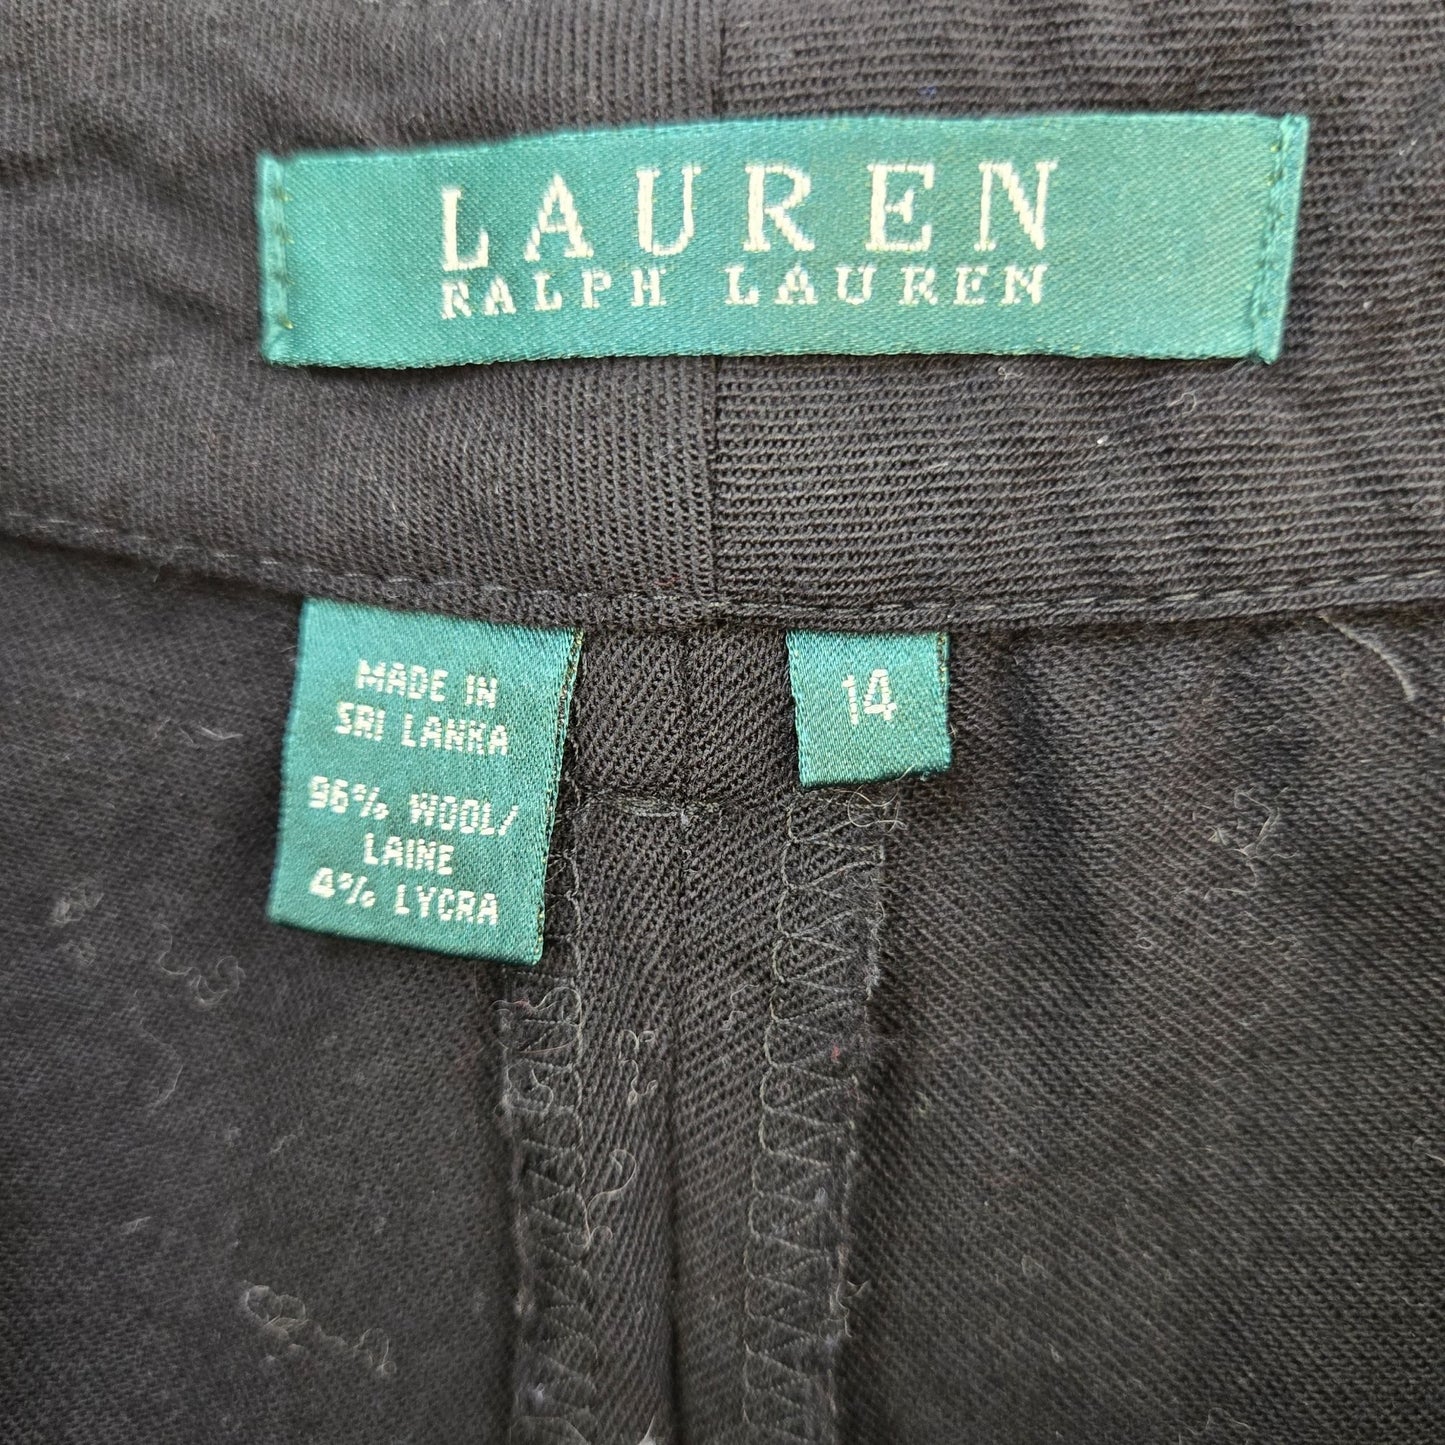 LAUREN
RALPH LAUREN
MADE IN
SRI LANKA
96% WOOL/
LAINE
4% LYCRA
14